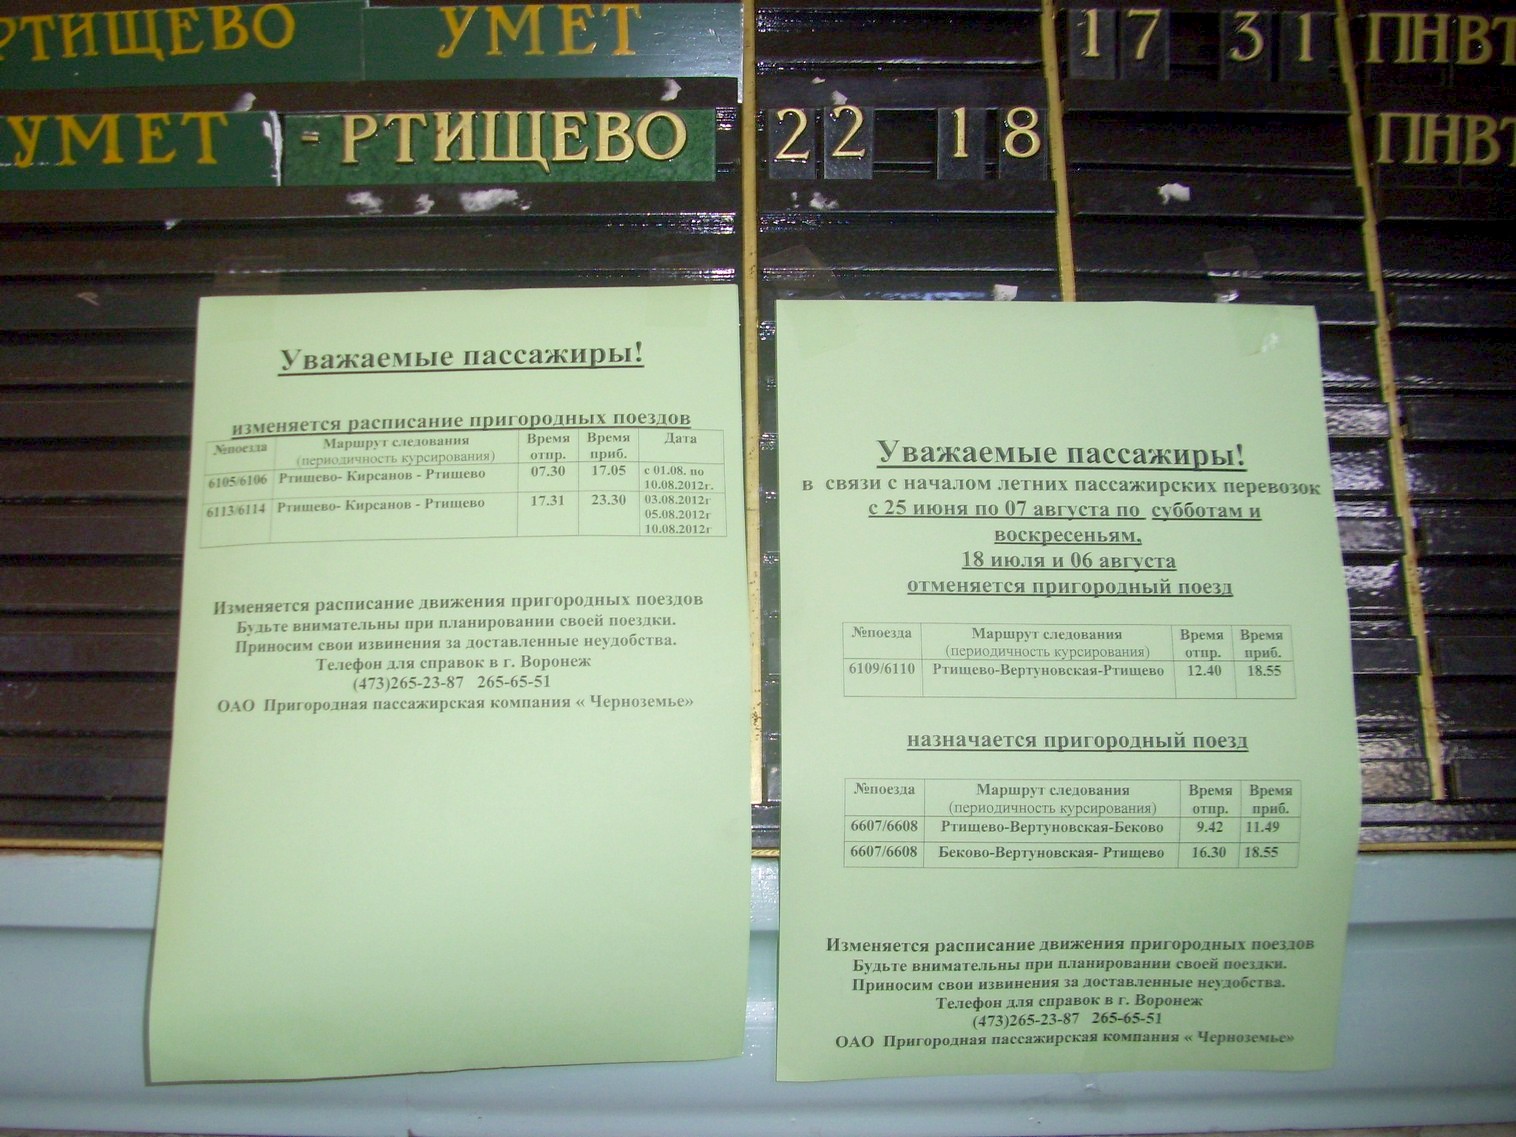 РТИЩЕВО УМЕТ 17 31 ПНВТ
УМЕТ - РТИЩЕВО 22 18 ПНВТ
Уважаемые пассажиры!
изменяется расписание пригородных поездов
№поезда Маршрут следования (периодичность курсирования) Время отпр. Время приб. Дата
6105/6106 Ртищево- Кирсанов - Ртищево 07.30 17.05 с 01.08. по 10.08.2012г.
6113/6114 Ртищево- Кирсанов - Ртищево 17.31 23.30 03.08.2012г 05.08.2012г 10.08.2012г
Изменяется расписание движения пригородных поездов
Будьте внимательны при планировании своей поездки.
Приносим свои извинения за доставленные неудобства.
Телефон для справок в г. Воронеж
(473)265-23-87 265-65-51
ОАО Пригородная пассажирская компания « Черноземье»
Уважаемые пассажиры!
в связи с началом летних пассажирских перевозок
с 25 июня по 07 августа по субботам и
воскресеньям,
18 июля и 06 августа
отменяется пригородный поезд
№поезда Маршрут следования (периодичность курсирования) Время отпр. Время приб.
6109/6110 Ртищево-Вертуновская-Ртищево 12.40 18.55
назначается пригородный поезд
№поезда Маршрут следования (периодичность курсирования) Время отпр. Время приб.
6607/6608 Ртищево-Вертуновская-Беково 9.42 11.49
6607/6608 Беково-Вертуновская- Ртищево 16.30 18.55
Изменяется расписание движения пригородных поездов
Будьте внимательны при планировании своей поездки.
Приносим свои извинения за доставленные неудобства.
Телефон для справок в г. Воронеж
(473)265-23-87 265-65-51
ОАО Пригородная пассажирская компания « Черноземье»